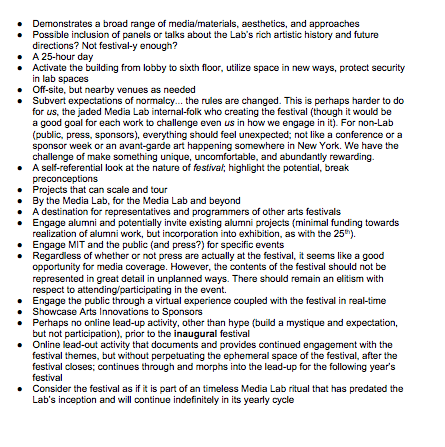 • Demonstrates a broad range of media/materials, aesthetics, and approaches
• Possible inclusion of panels or talks about the Lab's rich artistic history and future
directions? Not festival-y enough?
• A 25-hour day
• Activate the building from lobby to sixth floor, utilize space in new ways, protect security
in lab spaces
• Off-site, but nearby venues as needed
• Subvert expectations of normalcy... the rules are changed. This is perhaps harder to do
for us, the jaded Media Lab internal-folk who creating the festival (though it would be
a good goal for each work to challenge even us in how we engage in it). For non-Lab
(public, press, sponsors), everything should feel unexpected; not like a conference or a
sponsor week or an avant-garde art happening somewhere in New York. We have the
challenge of make something unique, uncomfortable, and abundantly rewarding.
• A self-referential look at the nature of festival; highlight the potential, break
preconceptions
• Projects that can scale and tour
• By the Media Lab, for the Media Lab and beyond
• A destination for representatives and programmers of other arts festivals
• Engage alumni and potentially invite existing alumni projects (minimal funding towards
realization of alumni work, but incorporation into exhibition, as with the 25th).
• Engage MIT and the public (and press?) for specific events
• Regardless of whether or not press are actually at the festival, it seems like a good
opportunity for media coverage. However, the contents of the festival should not be
represented in great detail in unplanned ways. There should remain an elitism with
respect to attending/participating in the event.
• Engage the public through a virtual experience coupled with the festival in real-time
• Showcase Arts Innovations to Sponsors
• Perhaps no online lead-up activity, other than hype (build a mystique and expectation,
but not participation), prior to the inaugural festival
• Online lead-out activity that documents and provides continued engagement with the
festival themes, but without perpetuating the ephemeral space of the festival, after the
festival closes; continues through and morphs into the lead-up for the following year's
festival
• Consider the festival as if it is part of an timeless Media Lab ritual that has predated the
Lab's inception and will continue indefinitely in its yearly cycle